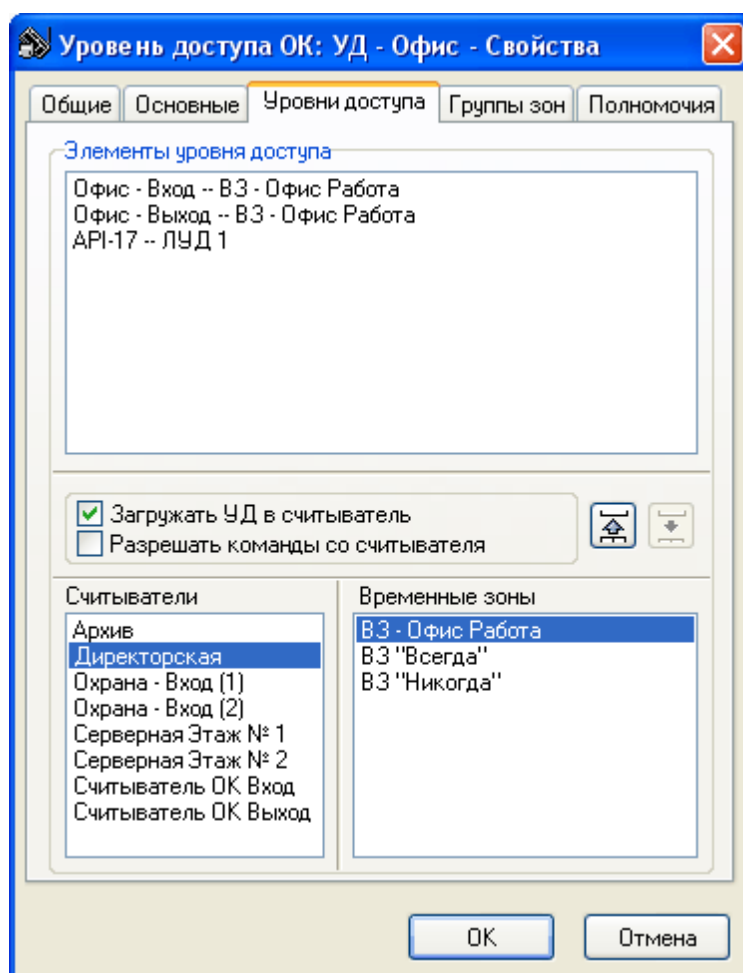 Уровень доступа ОК: УД - Офис - Свойства
Общие Основные Уровни доступа Группы зон Полномочия
Элементы уровня доступа
Офис - Вход -- ВЗ - Офис Работа
Офис - Выход -- ВЗ - Офис Работа
API-17 -- ЛУД 1
Загружать УД в считыватель
Разрешать команды со считывателя
Считыватели
Архив
Директорская
Охрана - Вход (1)
Охрана - Вход (2)
Серверная Этаж № 1
Серверная Этаж № 2
Считыватель ОК Вход
Считыватель ОК Выход
Временные зоны
ВЗ - Офис Работа
ВЗ "Всегда"
ВЗ "Никогда"
OK Отмена